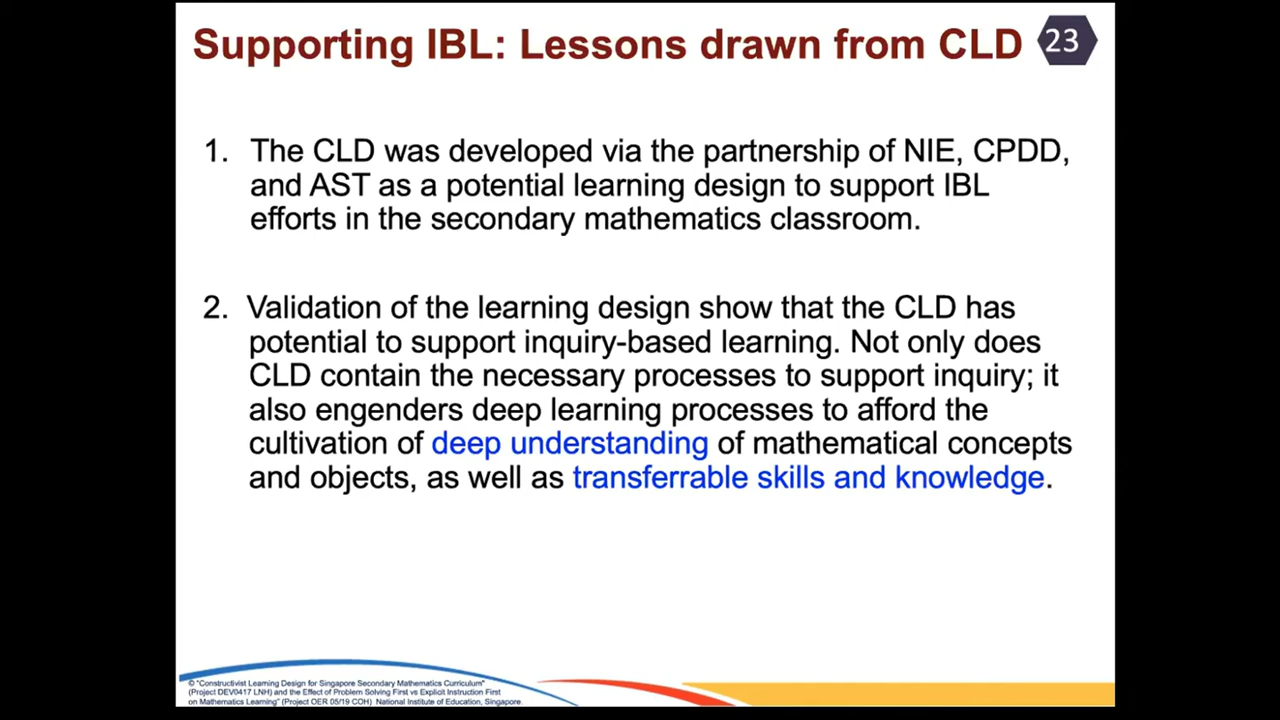 Supporting IBL: Lessons drawn from CLD
23
1. The CLD was developed via the partnership of NIE, CPDD,
and AST as a potential learning design to support IBL
efforts in the secondary mathematics classroom.
2. Validation of the learning design show that the CLD has
potential to support inquiry-based learning. Not only does
CLD contain the necessary processes to support inquiry; it
also engenders deep learning processes to afford the
cultivation of deep understanding of mathematical concepts
and objects, as well as transferrable skills and knowledge.
© "Constructivist Learning Design for Singapore Secondary Mathematics Curriculum"
(Project DEV0417 LNH) and the Effect of Problem Solving First vs Explicit Instruction First
on Mathematics Learning" (Project OER 05/19 COH) National Institute of Education, Singapore.